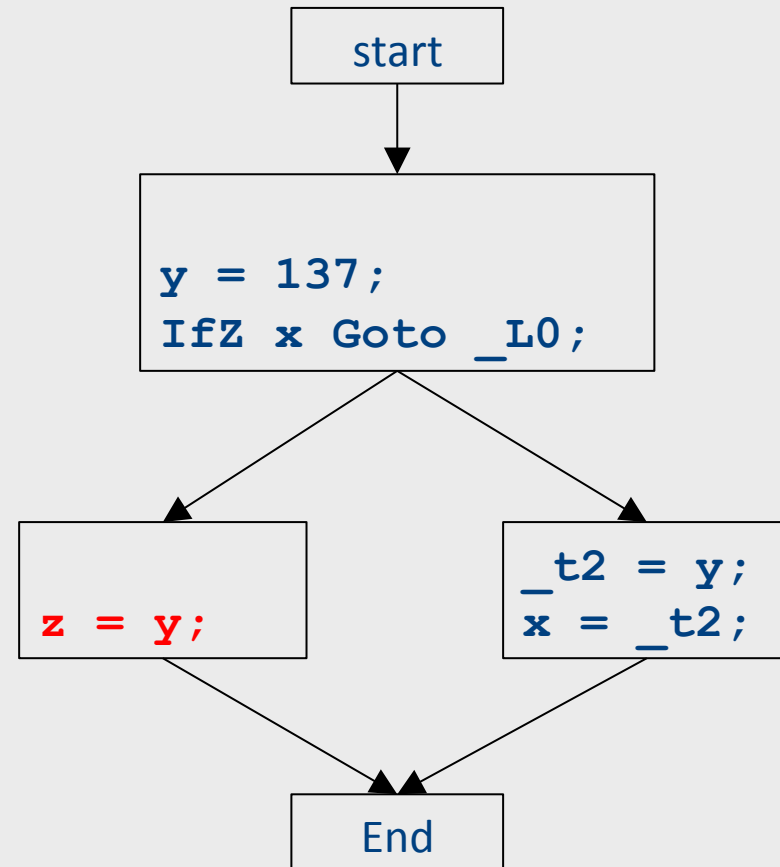 start
y = 137;
IfZ x Goto _L0;
z = y;
_t2 = y;
x = _t2;
End